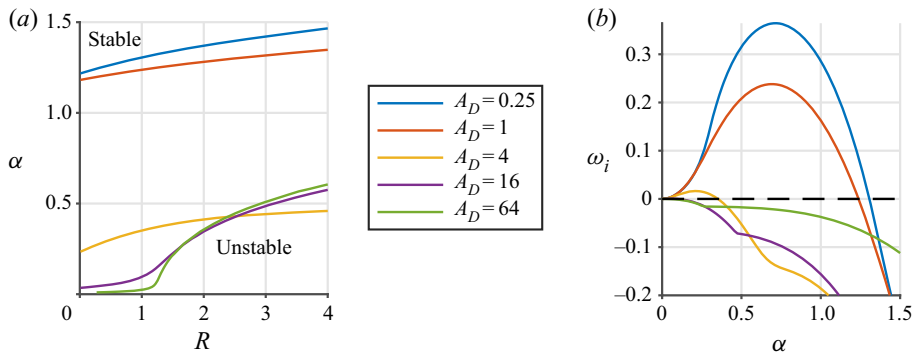 (a)
1.5
1.0
0.5
0
α
Stable
Unstable
0 1 2 3 4
R
A_D = 0.25
A_D = 1
A_D = 4
A_D = 16
A_D = 64
(b)
0.3
0.2
0.1
0
−0.1
−0.2
ω_i
0 0.5 1.0 1.5
α